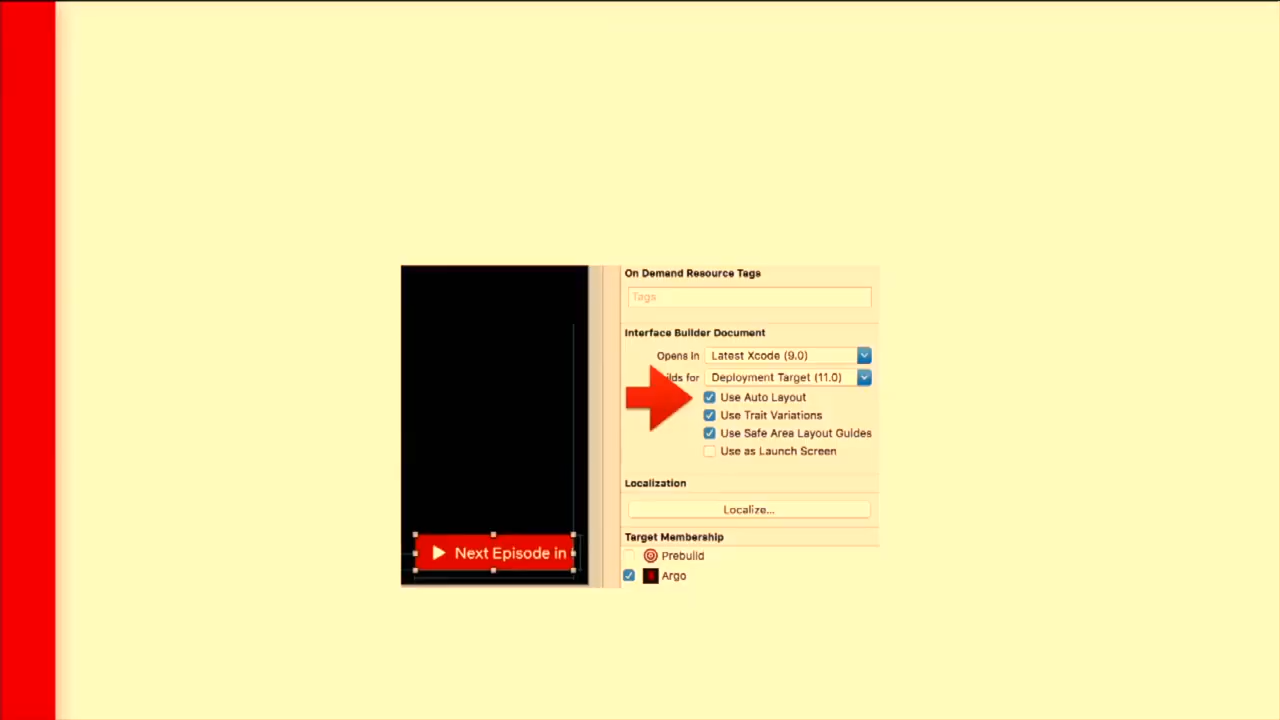 On Demand Resource Tags
Tags
Interface Builder Document
Opens in Latest Xcode (9.0)
ilds for Deployment Target (11.0)
Use Auto Layout
Use Trait Variations
Use Safe Area Layout Guides
Use as Launch Screen
Localization
Localize...
Target Membership
Next Episode in
Prebuild
Argo